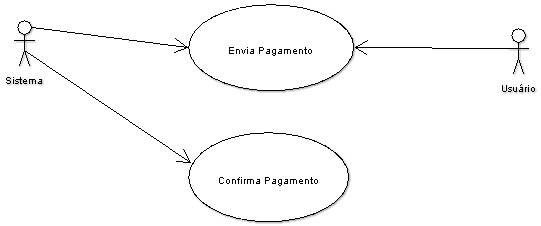 Envia Pagamento
Sistema
Usuário
Confirma Pagamento